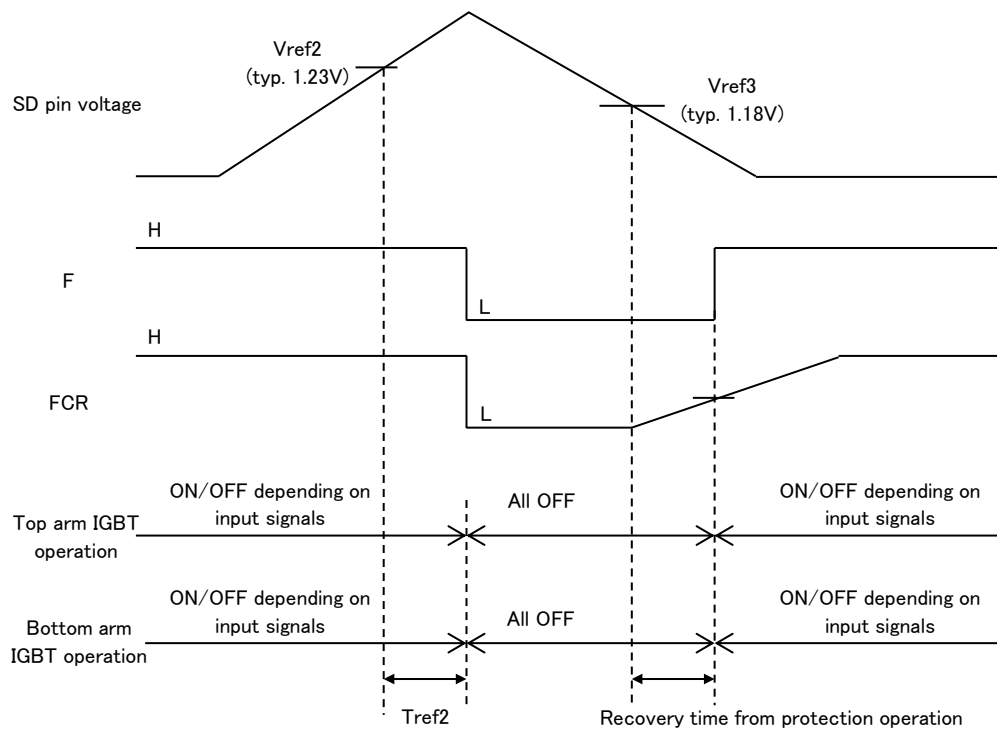 Vref2
(typ. 1.23V)
SD pin voltage
Vref3
(typ. 1.18V)
H
F
L
H
FCR
L
Top arm IGBT
operation
ON/OFF depending on
input signals
All OFF
ON/OFF depending on
input signals
Bottom arm
IGBT operation
ON/OFF depending on
input signals
All OFF
ON/OFF depending on
input signals
Tref2
Recovery time from protection operation